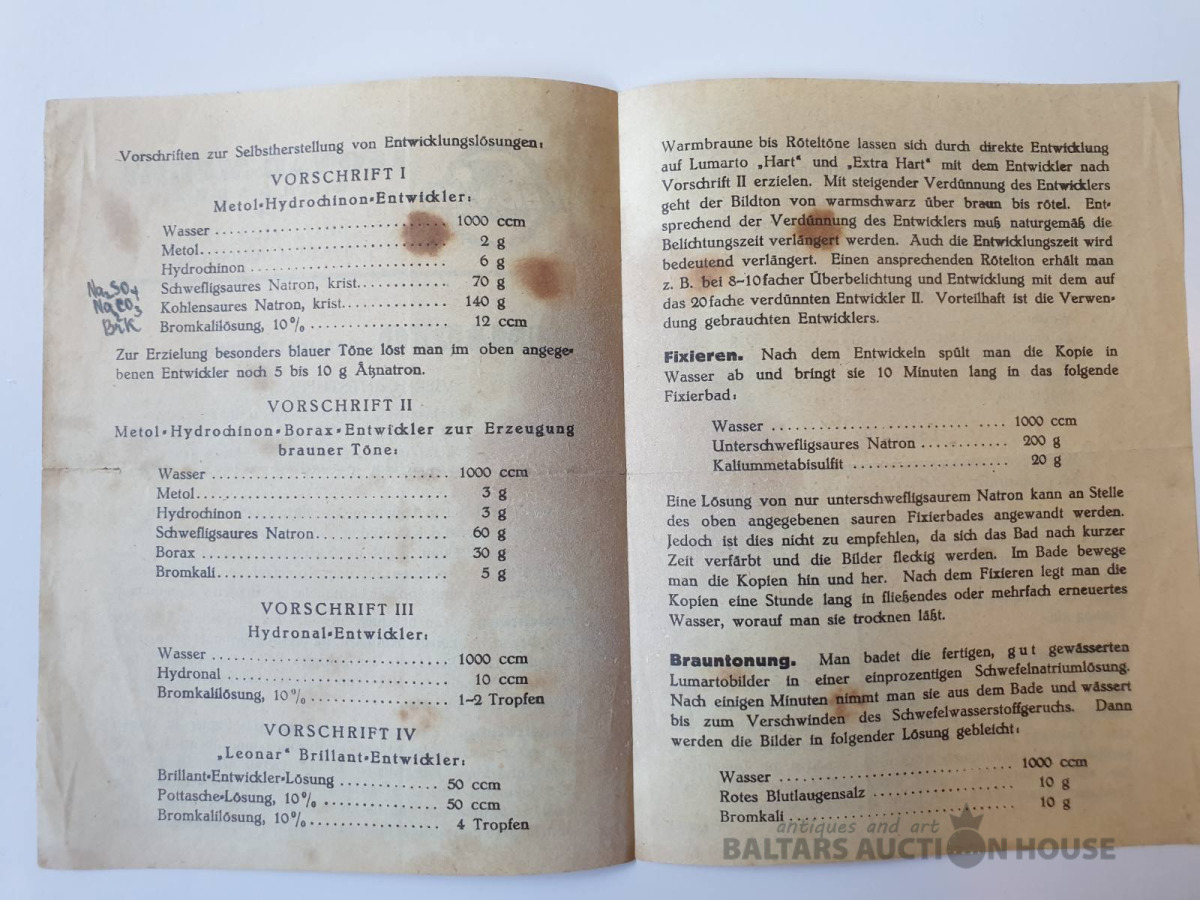 Vorschriften zur Selbstherstellung von Entwicklungslösungen:
VORSCHRIFT I
Metol-Hydrochinon-Entwickler:
Wasser ............................ 1000 ccm
Metol.............................. 2 g
Hydrochinon ....................... 6 g
Schwefligsaures Natron, krist...... 70 g
Kohlensaures Natron, krist......... 140 g
Bromkalilösung, 10% ............... 12 ccm
Na₂SO₄
Na₂CO₃
BrK
Zur Erzielung besonders blauer Töne löst man im oben angege-
benen Entwickler noch 5 bis 10 g Ätznatron.
VORSCHRIFT II
Metol-Hydrochinon-Borax-Entwickler zur Erzeugung
brauner Töne:
Wasser ............................ 1000 ccm
Metol.............................. 3 g
Hydrochinon ....................... 3 g
Schwefligsaures Natron............. 60 g
Borax ............................. 30 g
Bromkali........................... 5 g
VORSCHRIFT III
Hydronal-Entwickler:
Wasser ............................ 1000 ccm
Hydronal .......................... 10 ccm
Bromkalilösung, 10% ............... 1–2 Tropfen
VORSCHRIFT IV
„Leonar“ Brillant-Entwickler:
Brillant-Entwickler-Lösung ............ 50 ccm
Pottasche-Lösung, 10% ................. 50 ccm
Bromkalilösung, 10% ................... 4 Tropfen
Warmbraune bis Röteltöne lassen sich durch direkte Entwicklung
auf Lumarto „Hart“ und „Extra Hart“ mit dem Entwickler nach
Vorschrift II erzielen. Mit steigender Verdünnung des Entwicklers
geht der Bildton von warmschwarz über braun bis rötel. Ent-
sprechend der Verdünnung des Entwicklers muß naturgemäß die
Belichtungszeit verlängert werden. Auch die Entwicklungszeit wird
bedeutend verlängert. Einen ansprechenden Rötelton erhält man
z. B. bei 8–10facher Überbelichtung und Entwicklung mit dem auf
das 20fache verdünnten Entwickler II. Vorteilhaft ist die Verwen-
dung gebrauchten Entwicklers.
Fixieren. Nach dem Entwickeln spült man die Kopie in
Wasser ab und bringt sie 10 Minuten lang in das folgende
Fixierbad:
Wasser ............................ 1000 ccm
Unterschwefligsaures Natron ........... 200 g
Kaliummetabisulfit .................... 20 g
Eine Lösung von nur unterschwefligsaurem Natron kann an Stelle
des oben angegebenen sauren Fixierbades angewandt werden.
Jedoch ist dies nicht zu empfehlen, da sich das Bad nach kurzer
Zeit verfärbt und die Bilder fleckig werden. Im Bade bewege
man die Kopien hin und her. Nach dem Fixieren legt man die
Kopien eine Stunde lang in fließendes oder mehrfach erneuertes
Wasser, worauf man sie trocknen läßt.
Brauntonung. Man badet die fertigen, gut gewässerten
Lumartobilder in einer einprozentigen Schwefelnatriumlösung.
Nach einigen Minuten nimmt man sie aus dem Bade und wässert
bis zum Verschwinden des Schwefelwasserstoffgeruchs. Dann
werden die Bilder in folgender Lösung gebleicht:
Wasser ............................ 1000 ccm
Rotes Blutlaugensalz .................. 10 g
Bromkali .............................. 10 g
antiques and art
BALTARS AUCTION HOUSE